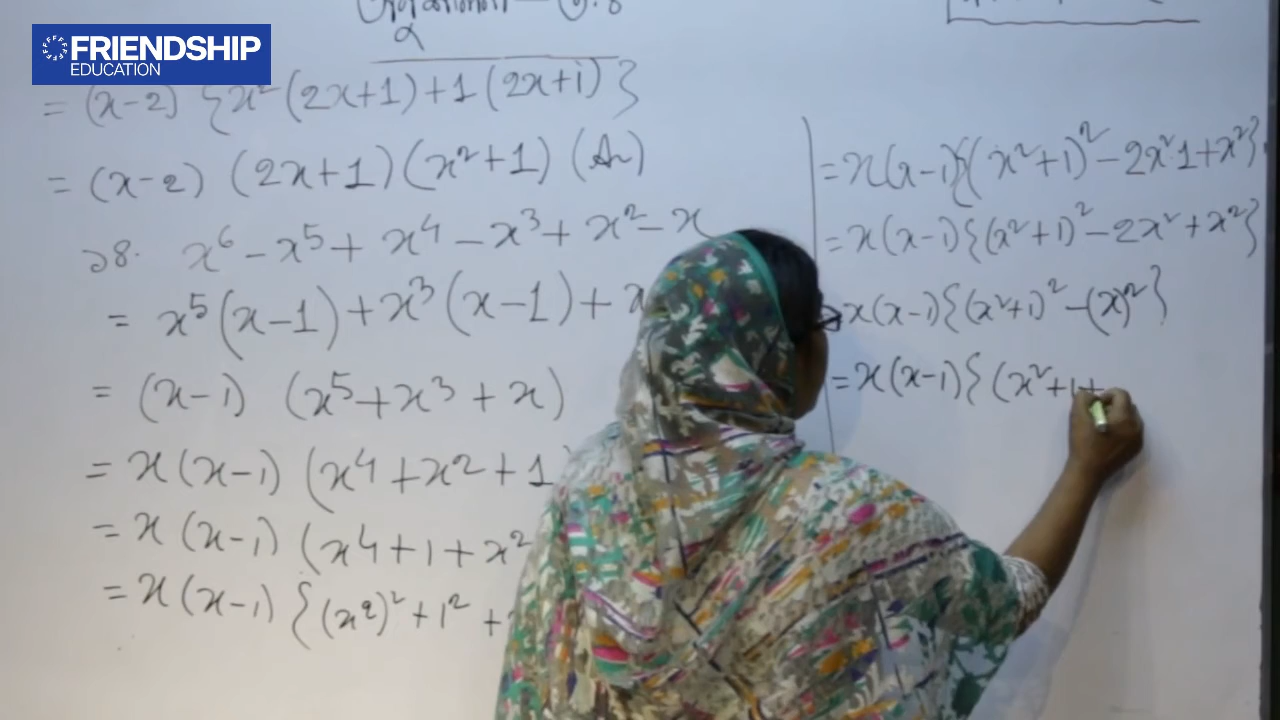 FRIENDSHIP
EDUCATION
= (x-2) {x² (2x+1) + 1 (2x+1)}
= (x-2) (2x+1) (x²+1) (An)
১৪. x⁶ - x⁵ + x⁴ - x³ + x² - x
= x⁵ (x-1) + x³ (x-1) +
= (x-1) (x⁵ + x³ + x)
= x (x-1) (x⁴ + x² + 1
= x (x-1) (x⁴ + 1 + x²
= x (x-1) {(x²)² + 1² +
= x(x-1){(x²+1)² - 2x²·1 + x²}
= x(x-1){(x²+1)² - 2x² + x²}
= x(x-1){(x²+1)² - (x)²}
= x(x-1){(x²+1+